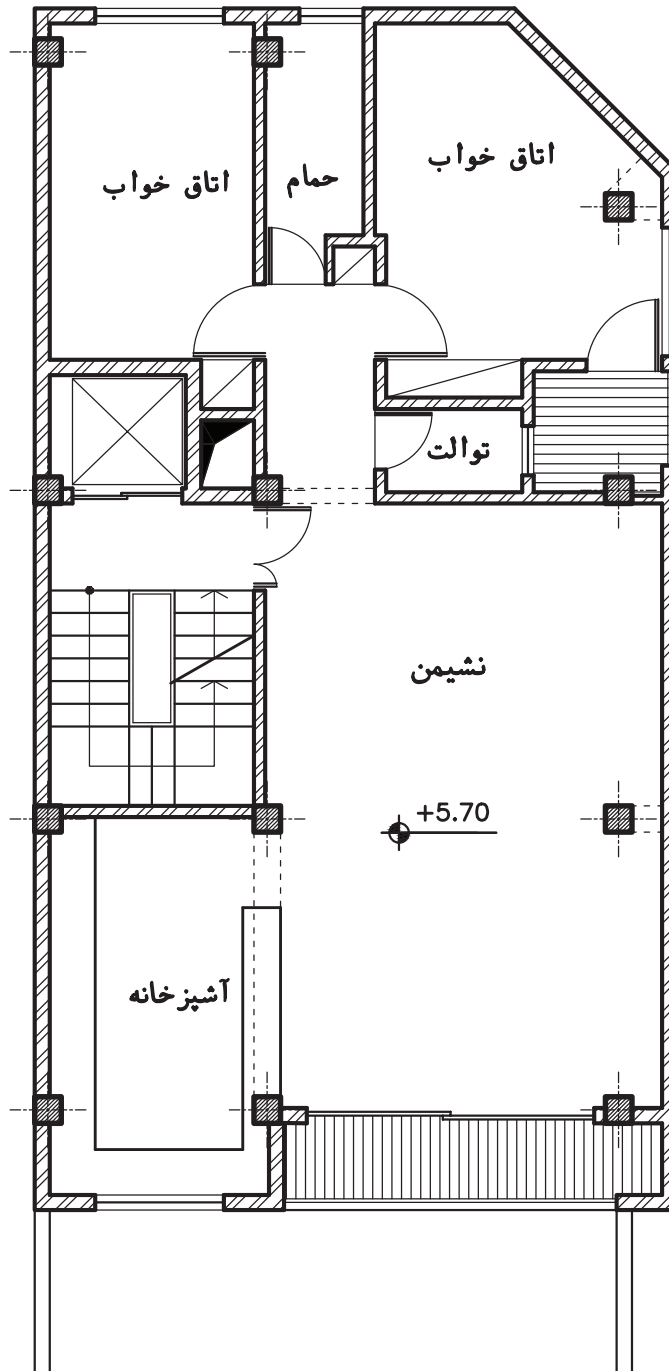 اتاق خواب
حمام
اتاق خواب
توالت
نشیمن
+5.70
آشپزخانه